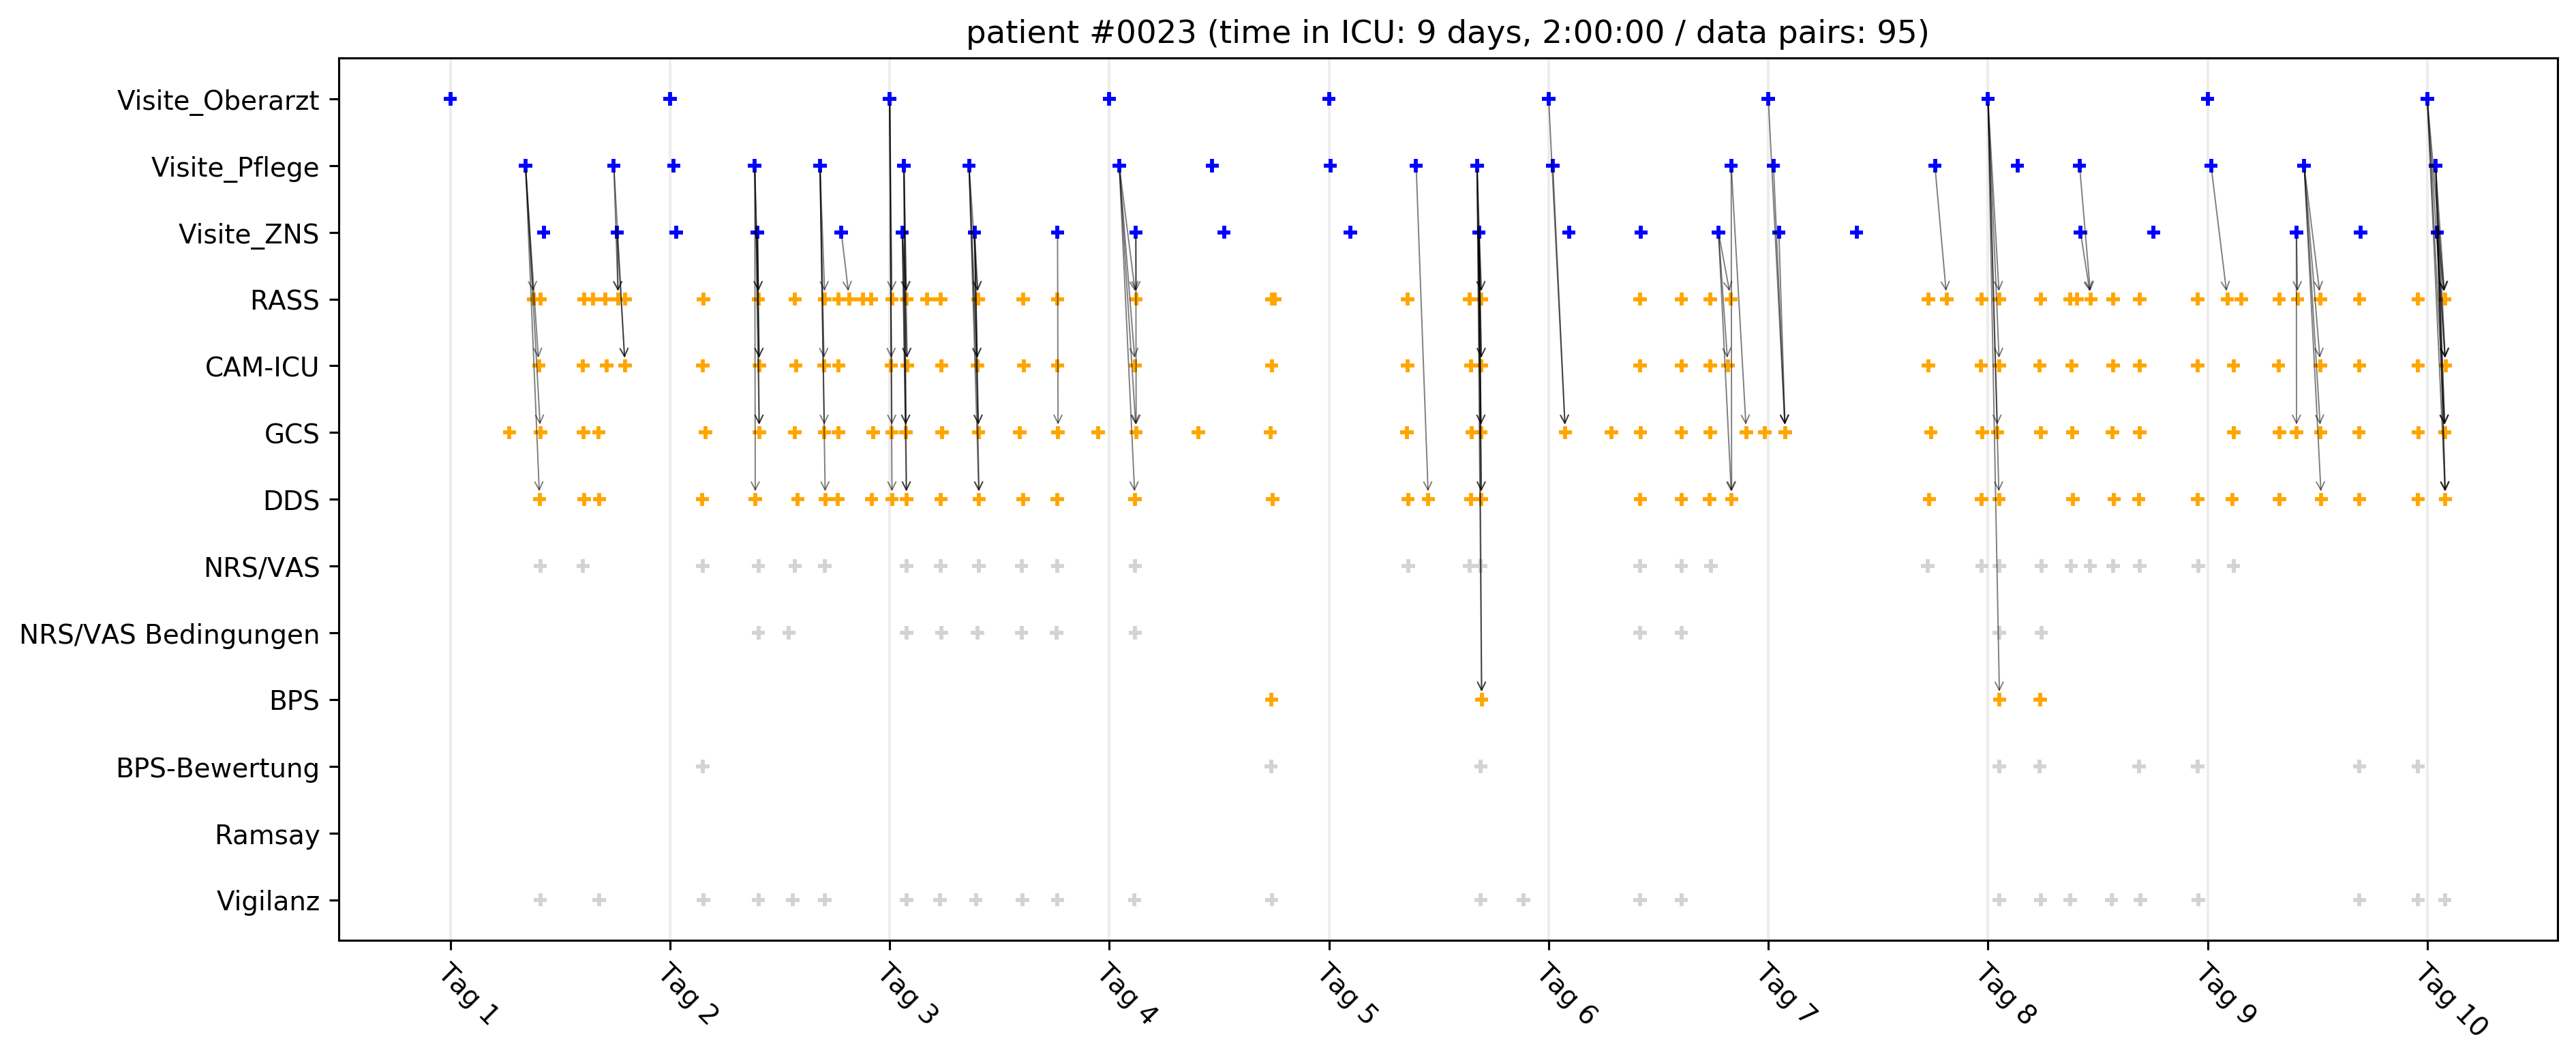 patient #0023 (time in ICU: 9 days, 2:00:00 / data pairs: 95)
Visite_Oberarzt
Visite_Pflege
Visite_ZNS
RASS
CAM-ICU
GCS
DDS
NRS/VAS
NRS/VAS Bedingungen
BPS
BPS-Bewertung
Ramsay
Vigilanz
Tag 1
Tag 2
Tag 3
Tag 4
Tag 5
Tag 6
Tag 7
Tag 8
Tag 9
Tag 10